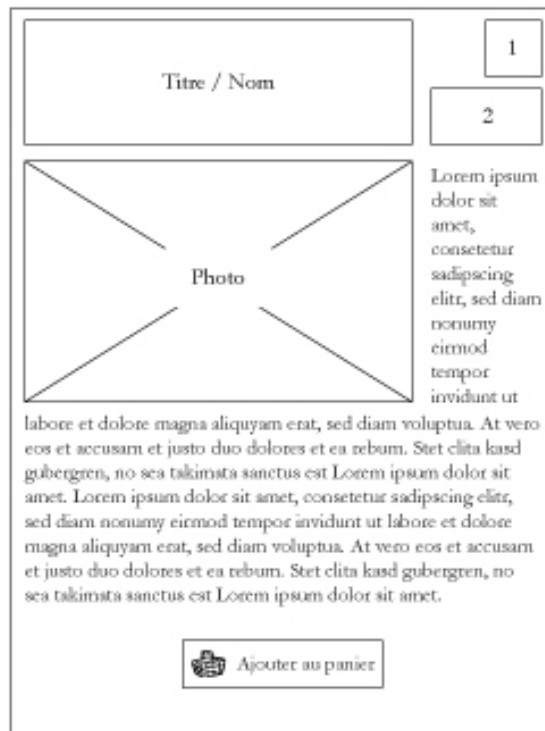 Titre / Nom
1
2
Photo
Lorem ipsum
dolor sit
amet,
consetetur
sadipscing
elitr, sed diam
nonumy
eirmod
tempor
invidunt ut
labore et dolore magna aliquyam erat, sed diam voluptua. At vero
eos et accusam et justo duo dolores et ea rebum. Stet clita kasd
gubergren, no sea takimata sanctus est Lorem ipsum dolor sit
amet. Lorem ipsum dolor sit amet, consetetur sadipscing elitr,
sed diam nonumy eirmod tempor invidunt ut labore et dolore
magna aliquyam erat, sed diam voluptua. At vero eos et accusam
et justo duo dolores et ea rebum. Stet clita kasd gubergren, no
sea takimata sanctus est Lorem ipsum dolor sit amet.
Ajouter au panier